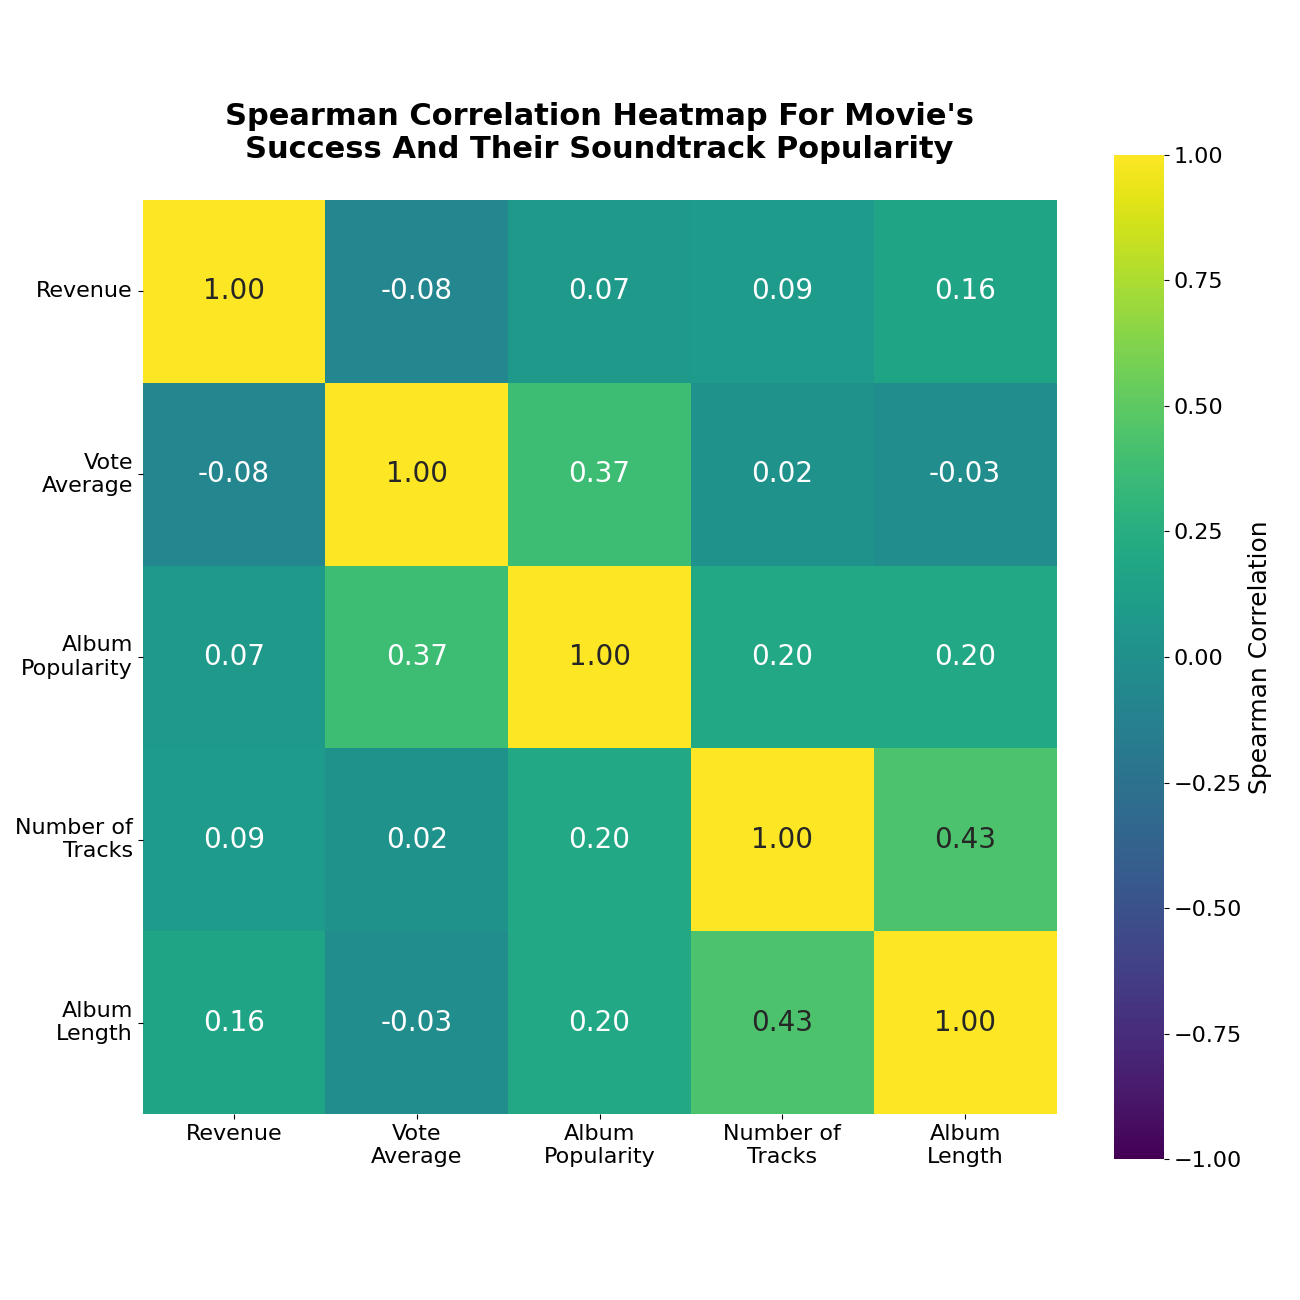 Spearman Correlation Heatmap For Movie's
Success And Their Soundtrack Popularity
Revenue
1.00
-0.08
0.07
0.09
0.16
Vote
Average
-0.08
1.00
0.37
0.02
-0.03
Album
Popularity
0.07
0.37
1.00
0.20
0.20
Number of
Tracks
0.09
0.02
0.20
1.00
0.43
Album
Length
0.16
-0.03
0.20
0.43
1.00
Revenue
Vote
Average
Album
Popularity
Number of
Tracks
Album
Length
1.00
0.75
0.50
0.25
0.00
−0.25
−0.50
−0.75
−1.00
Spearman Correlation